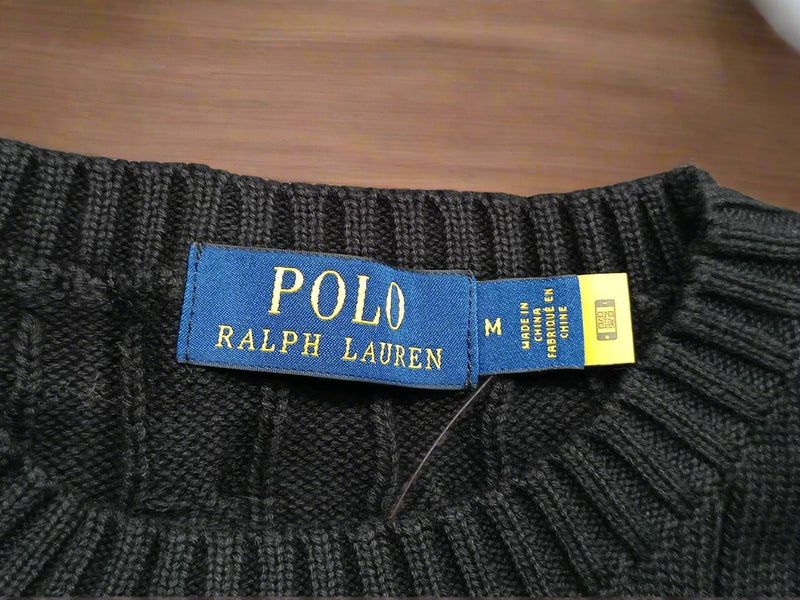 POLO
RALPH LAUREN
M
MADE IN
CHINA
FABRIQUÉ EN
CHINE